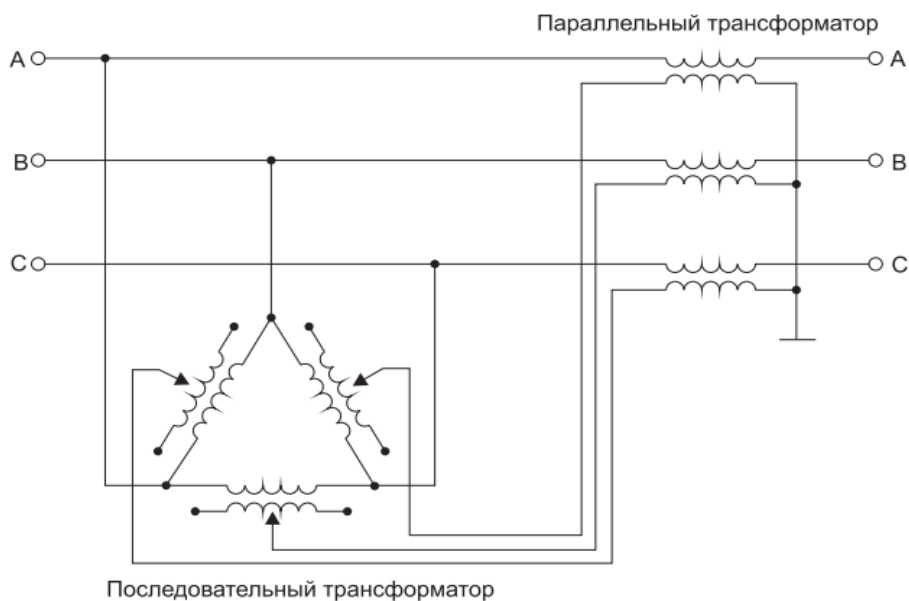 Параллельный трансформатор
A A
B B
C C
Последовательный трансформатор